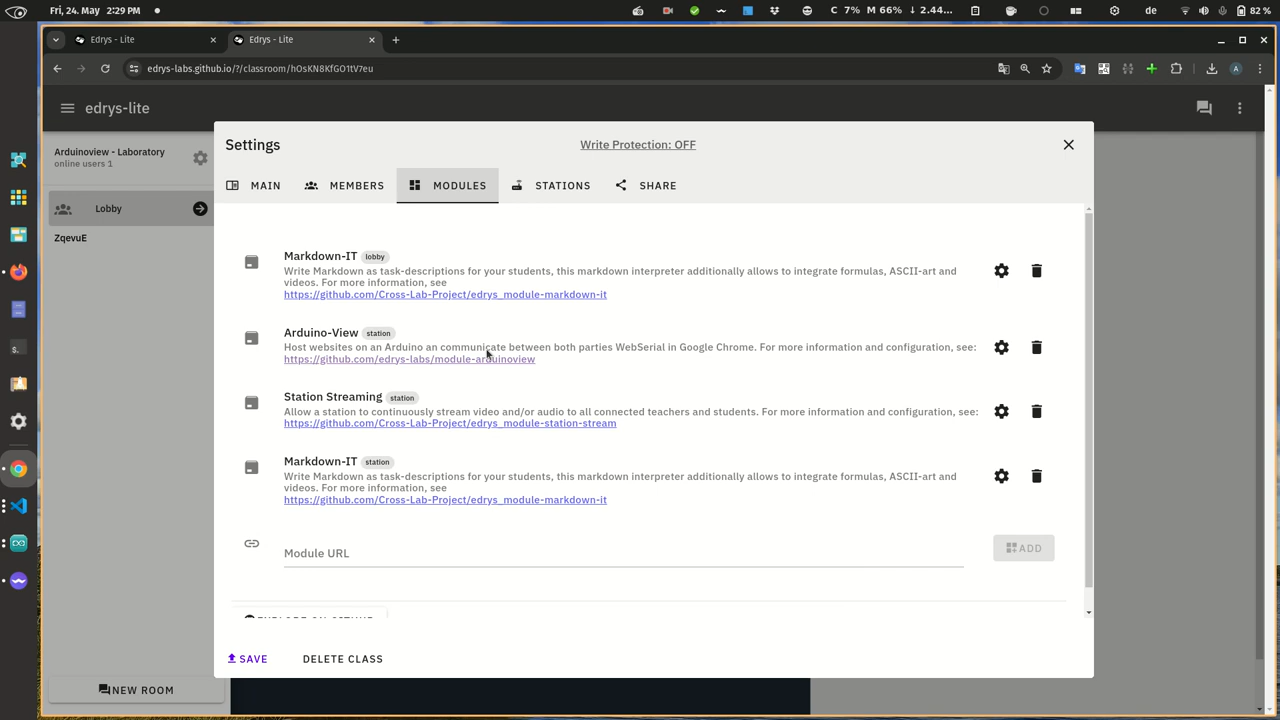 Fri, 24. May 2:29 PM
C 7% M 66% ↓ 2.44...
de
82 %
Edrys - Lite
Edrys - Lite
edrys-labs.github.io/?/classroom/hOsKN8KfGO1tV7eu
A
edrys-lite
Arduinoview - Laboratory
online users 1
Lobby
ZqevuE
NEW ROOM
Settings
Write Protection: OFF
MAIN
MEMBERS
MODULES
STATIONS
SHARE
Markdown-IT lobby
Write Markdown as task-descriptions for your students, this markdown interpreter additionally allows to integrate formulas, ASCII-art and
videos. For more information, see
https://github.com/Cross-Lab-Project/edrys_module-markdown-it
Arduino-View station
Host websites on an Arduino an communicate between both parties WebSerial in Google Chrome. For more information and configuration, see:
https://github.com/edrys-labs/module-arduinoview
Station Streaming station
Allow a station to continuously stream video and/or audio to all connected teachers and students. For more information and configuration, see:
https://github.com/Cross-Lab-Project/edrys_module-station-stream
Markdown-IT station
Write Markdown as task-descriptions for your students, this markdown interpreter additionally allows to integrate formulas, ASCII-art and
videos. For more information, see
https://github.com/Cross-Lab-Project/edrys_module-markdown-it
Module URL
ADD
SAVE
DELETE CLASS